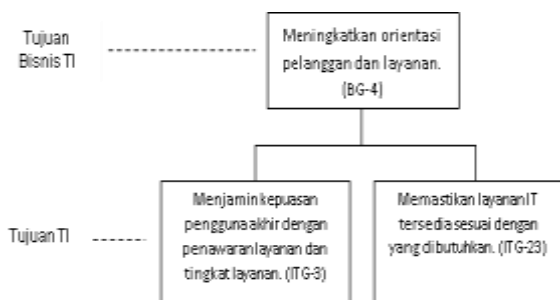 Tujuan
Bisnis TI
Meningkatkan orientasi
pelanggan dan layanan.
(BG-4)
Tujuan TI
Menjamin kepuasan
pengguna akhir dengan
penawaran layanan dan
tingkat layanan. (ITG-3)
Memastikan layanan IT
tersedia sesuai dengan
yang dibutuhkan. (ITG-23)